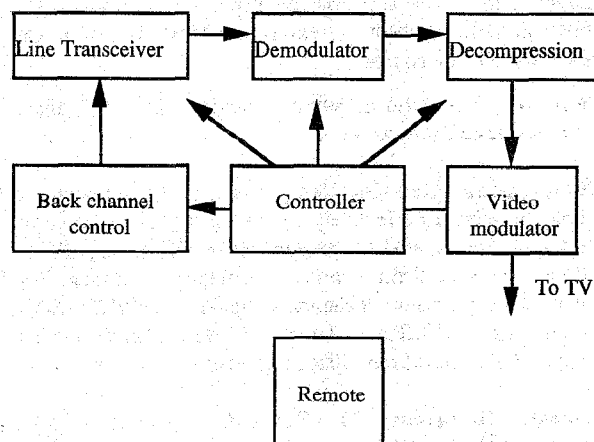 Line Transceiver
Demodulator
Decompression
Back channel
control
Controller
Video
modulator
To TV
Remote